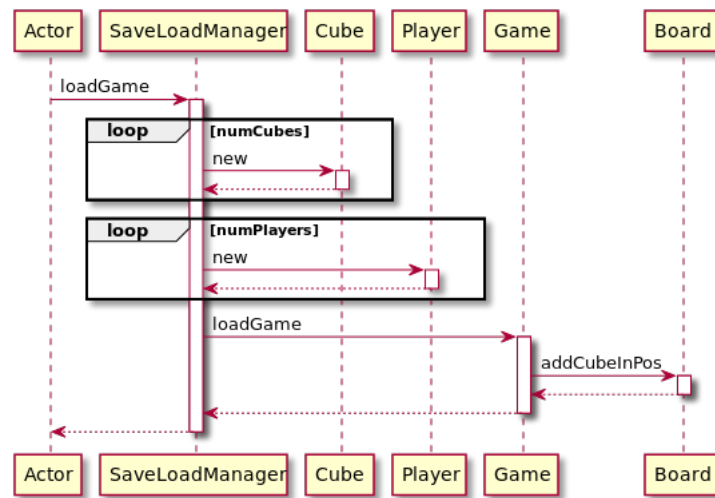 Actor SaveLoadManager Cube Player Game Board
loadGame
loop [numCubes]
new
loop [numPlayers]
new
loadGame
addCubeInPos
Actor SaveLoadManager Cube Player Game Board